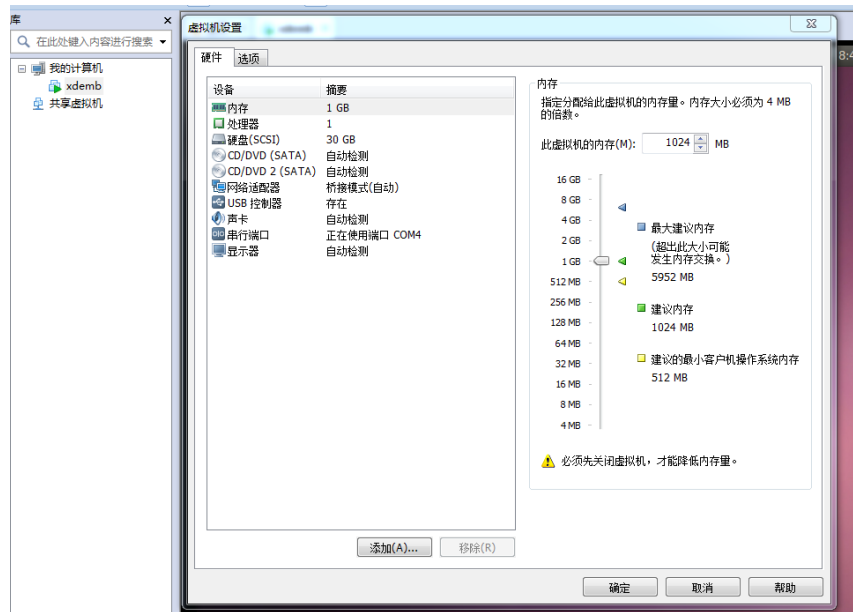 库
×
虚拟机设置
在此处键入内容进行搜索
我的计算机
xdemb
共享虚拟机
硬件
选项
设备 摘要
内存 1 GB
处理器 1
硬盘(SCSI) 30 GB
CD/DVD (SATA) 自动检测
CD/DVD 2 (SATA) 自动检测
网络适配器 桥接模式(自动)
USB 控制器 存在
声卡 自动检测
串行端口 正在使用端口 COM4
显示器 自动检测
添加(A)...
移除(R)
内存
指定分配给此虚拟机的内存量。内存大小必须为 4 MB
的倍数。
此虚拟机的内存(M): 1024 MB
16 GB
8 GB
4 GB
2 GB
1 GB
512 MB
256 MB
128 MB
64 MB
32 MB
16 MB
8 MB
4 MB
最大建议内存
(超出此大小可能
发生内存交换。)
5952 MB
建议内存
1024 MB
建议的最小客户机操作系统内存
512 MB
必须先关闭虚拟机，才能降低内存量。
确定
取消
帮助